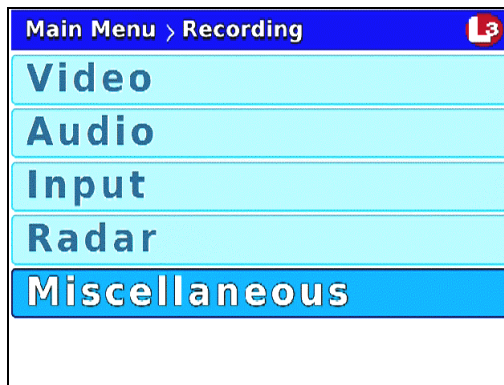 Main Menu > Recording L3
Video
Audio
Input
Radar
Miscellaneous